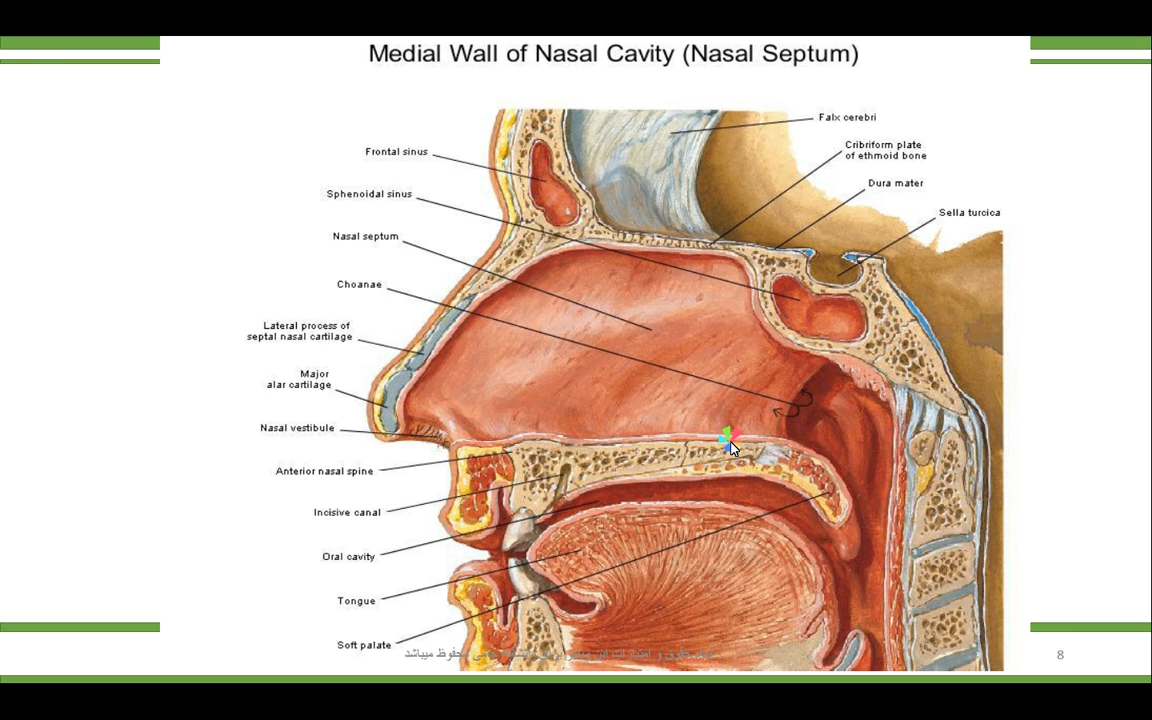 Medial Wall of Nasal Cavity (Nasal Septum)
Falx cerebri
Cribriform plate
of ethmoid bone
Dura mater
Sella turcica
Frontal sinus
Sphenoidal sinus
Nasal septum
Choanae
Lateral process of
septal nasal cartilage
Major
alar cartilage
Nasal vestibule
Anterior nasal spine
Incisive canal
Oral cavity
Tongue
Soft palate
محفوظ میباشد
8